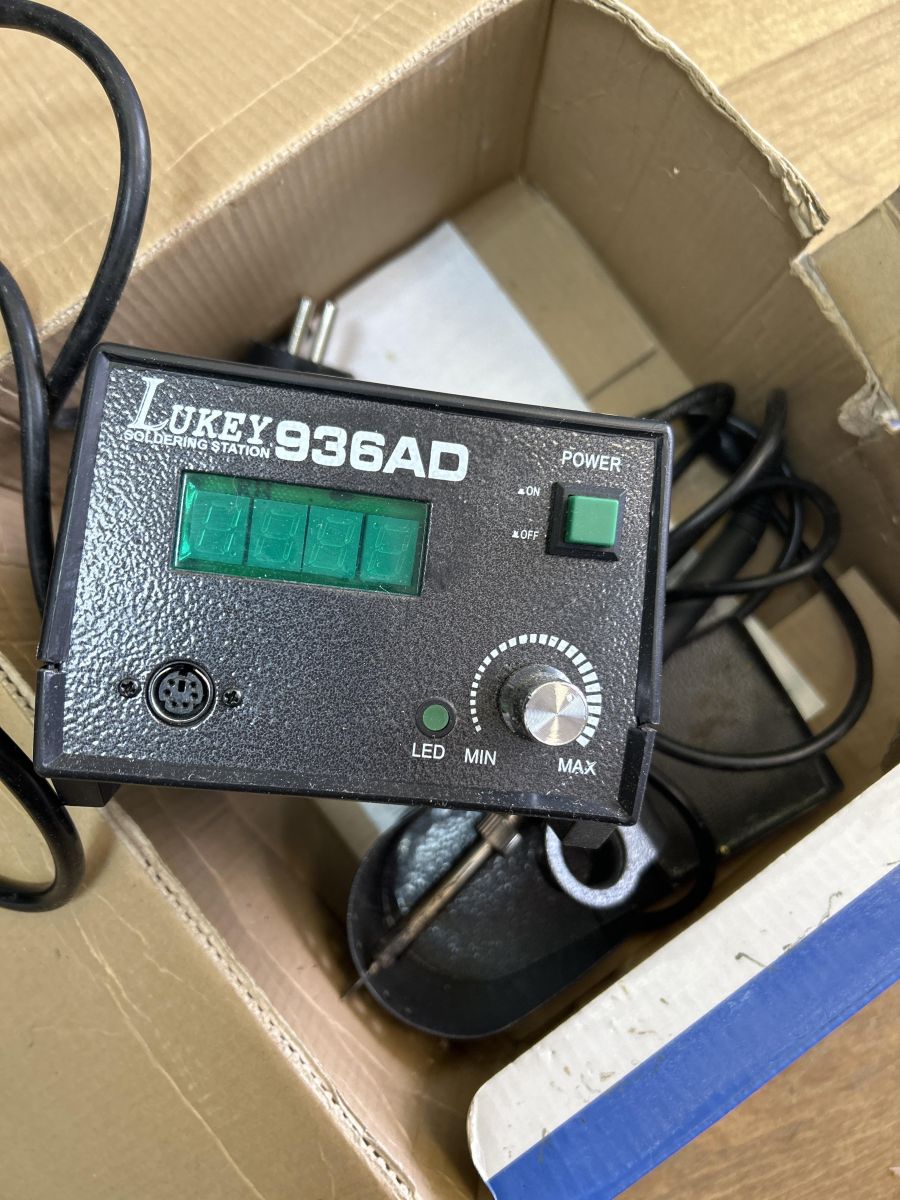 LUKEY
SOLDERING STATION
936AD
POWER
ON
OFF
LED
MIN
MAX